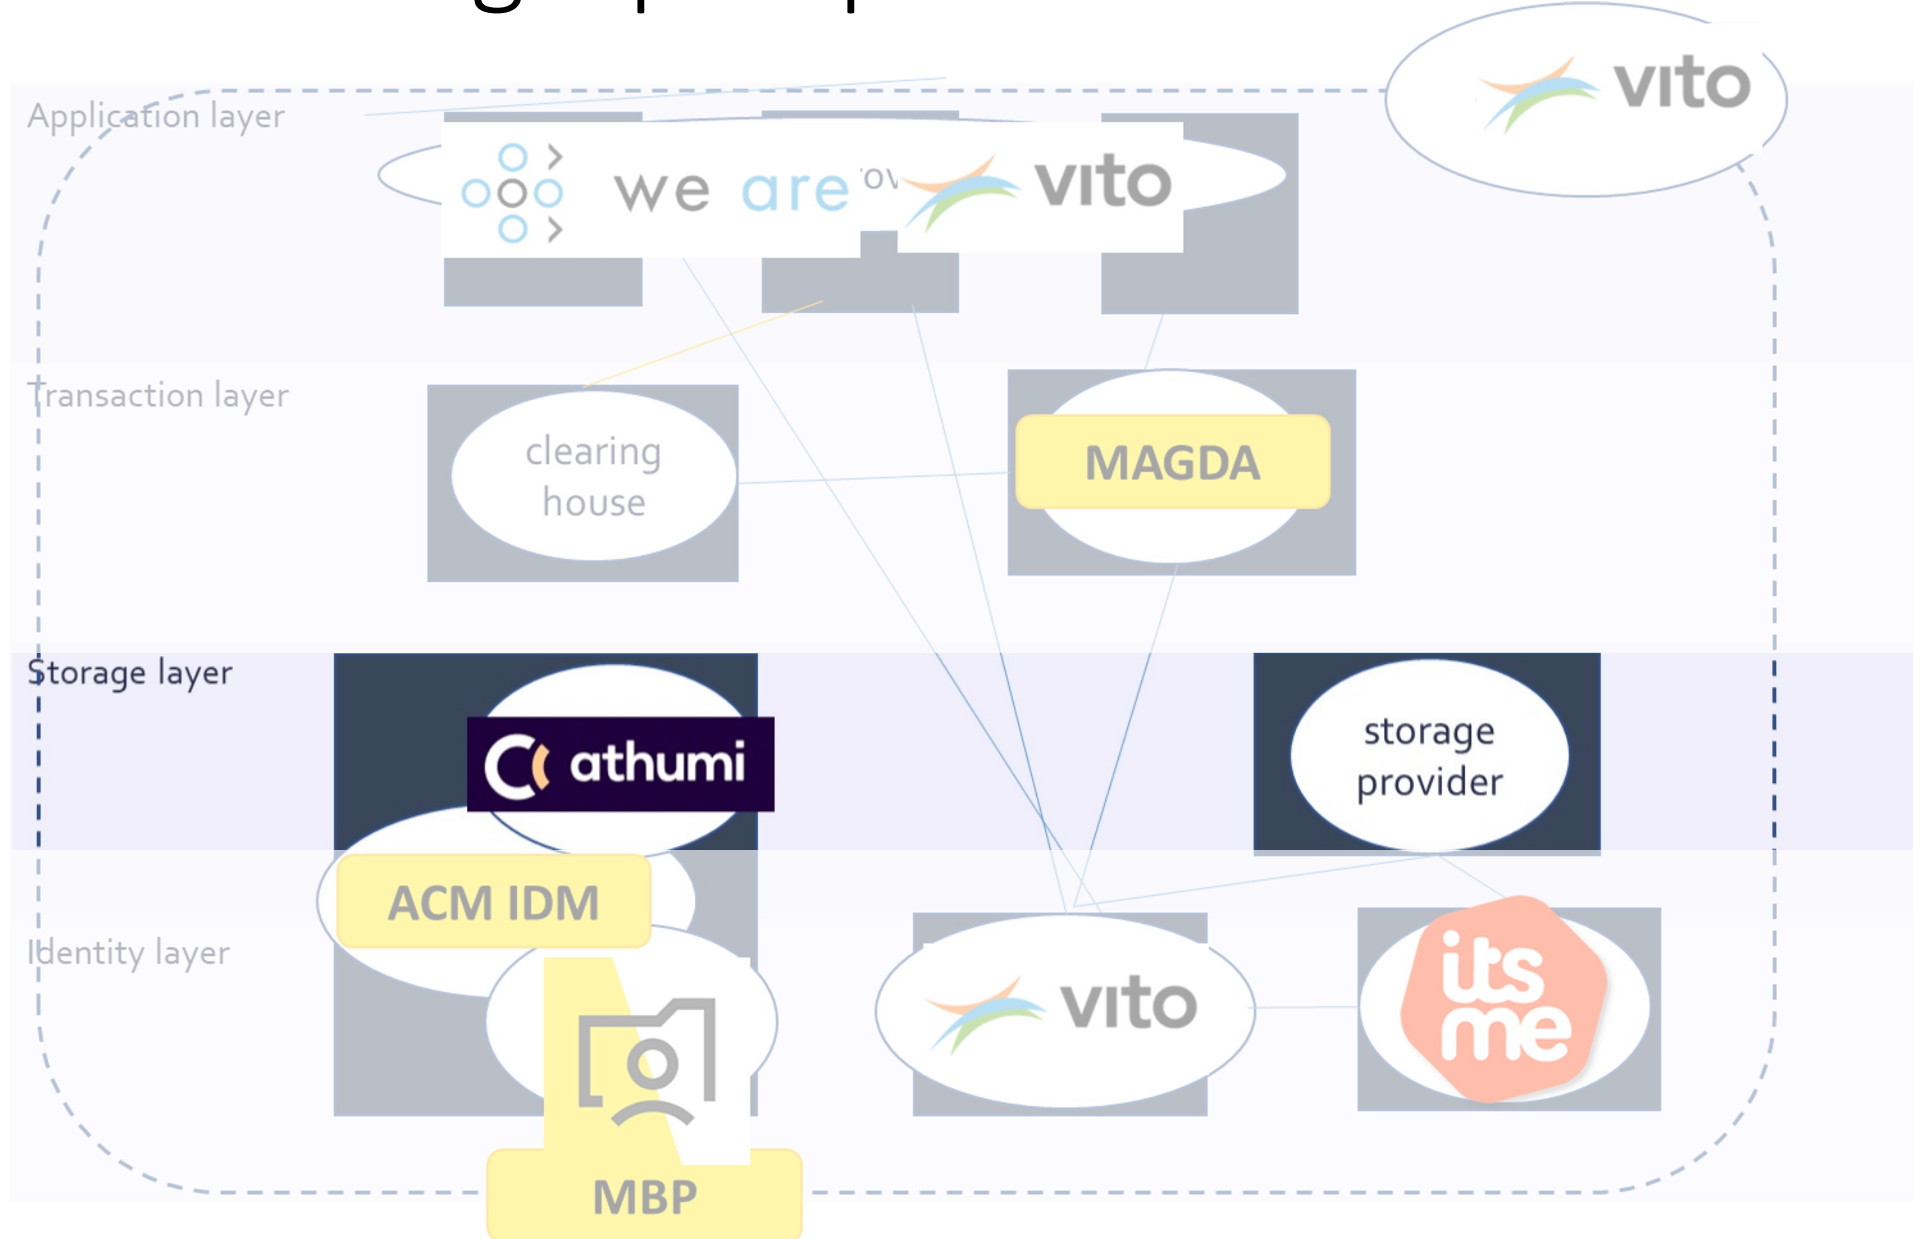 vito
Application layer
we are
vito
Transaction layer
clearing
house
MAGDA
Storage layer
athumi
storage
provider
ACM IDM
Identity layer
vito
its
me
MBP